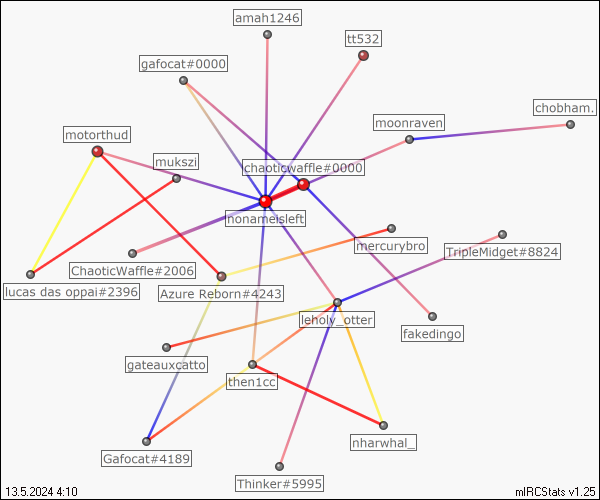 amah1246
tt532
gafocat#0000
chobham.
moonraven
motorthud
mukszi
chaoticwaffle#0000
nonameisleft
mercurybro
TripleMidget#8824
ChaoticWaffle#2006
lucas das oppai#2396
Azure Reborn#4243
leholy_otter
fakedingo
gateauxcatto
then1cc
nharwhal_
Gafocat#4189
Thinker#5995
13.5.2024 4:10
mIRCStats v1.25